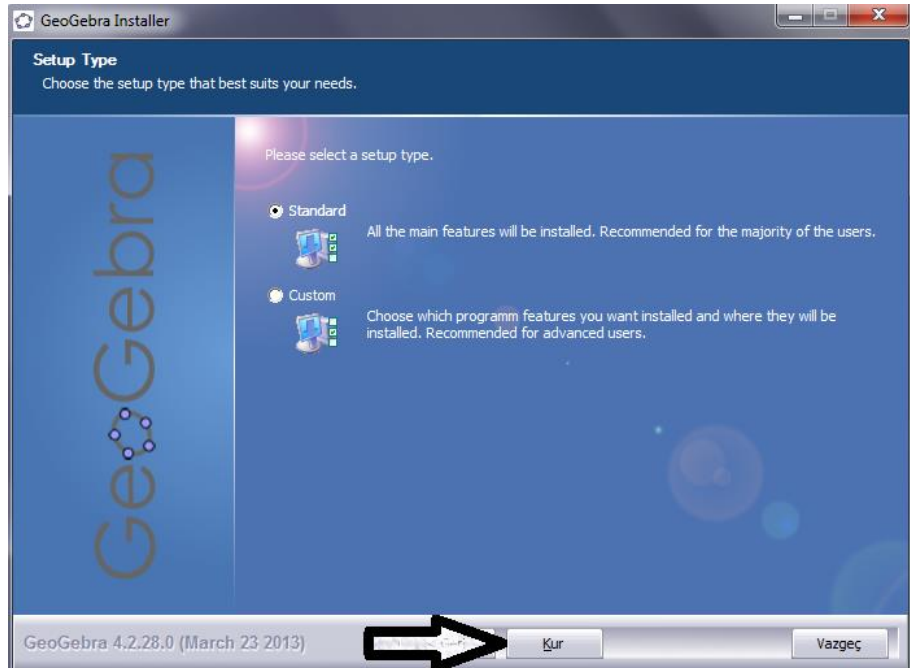 GeoGebra Installer
Setup Type
Choose the setup type that best suits your needs.
GeoGebra
Please select a setup type.
Standard
All the main features will be installed. Recommended for the majority of the users.
Custom
Choose which programm features you want installed and where they will be
installed. Recommended for advanced users.
GeoGebra 4.2.28.0 (March 23 2013)
Kur
Vazgeç